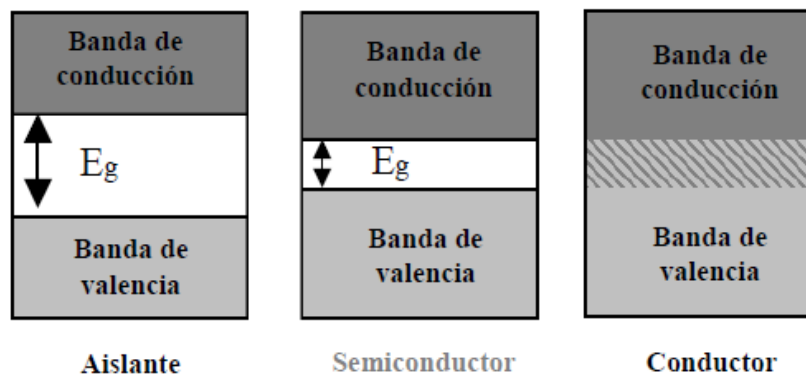 Banda de
conducción
Eg
Banda de
valencia
Aislante
Banda de
conducción
Eg
Banda de
valencia
Semiconductor
Banda de
conducción
Banda de
valencia
Conductor